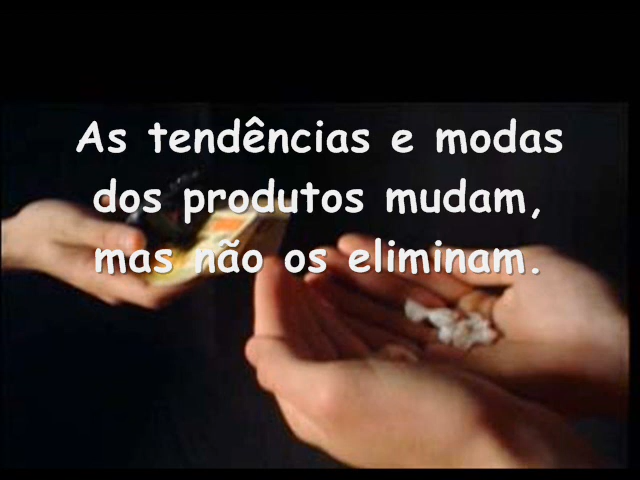 As tendências e modas
dos produtos mudam,
mas não os eliminam.